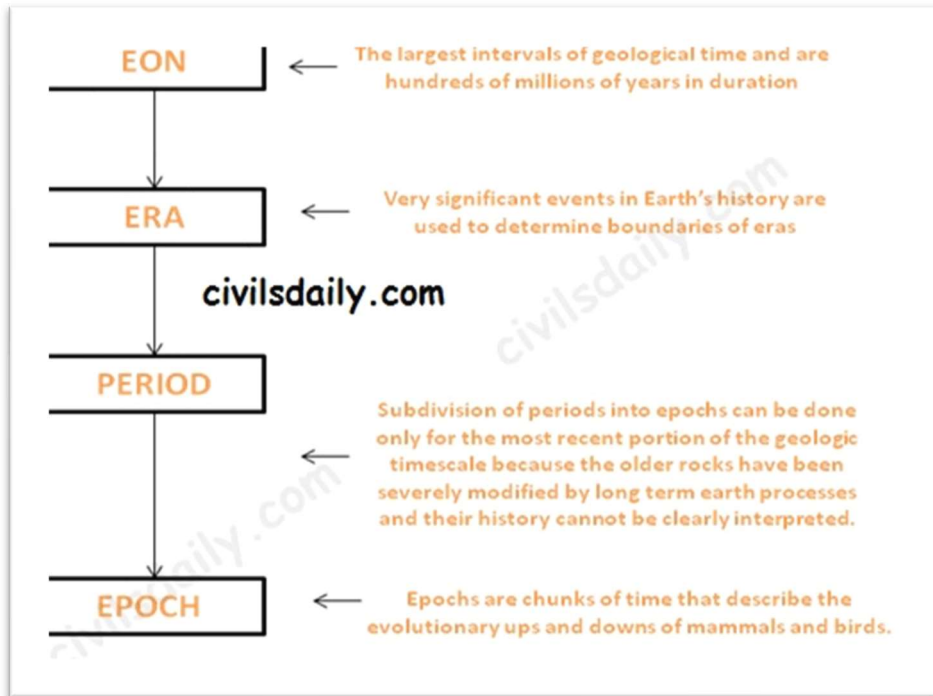 EON
The largest intervals of geological time and are
hundreds of millions of years in duration
ERA
Very significant events in Earth's history are
used to determine boundaries of eras
civilsdaily.com
civilsdaily.com
PERIOD
Subdivision of periods into epochs can be done
only for the most recent portion of the geologic
timescale because the older rocks have been
severely modified by long term earth processes
and their history cannot be clearly interpreted.
civilsdaily.com
EPOCH
Epochs are chunks of time that describe the
evolutionary ups and downs of mammals and birds.